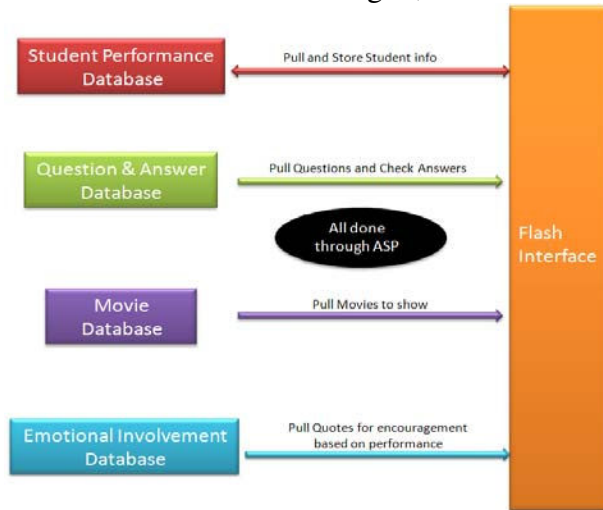 Student Performance
Database
Pull and Store Student info
Question & Answer
Database
Pull Questions and Check Answers
All done
through ASP
Flash
Interface
Movie
Database
Pull Movies to show
Emotional Involvement
Database
Pull Quotes for encouragement
based on performance